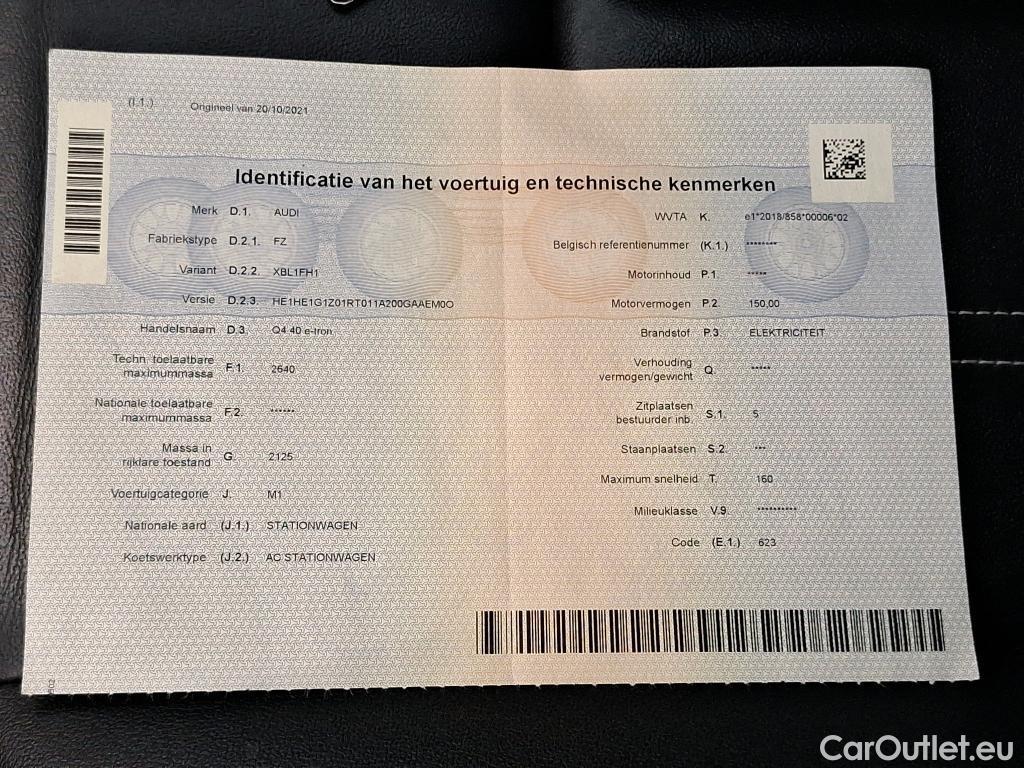 (I.1.) Origineel van 20/10/2021
Identificatie van het voertuig en technische kenmerken
Merk D.1. AUDI
Fabriekstype D.2.1. FZ
Variant D.2.2. XBL1FH1
Versie D.2.3. HE1HE1G1Z01RT011A200GAAEM0O
Handelsnaam D.3. Q4 40 e-tron
Techn. toelaatbare
maximummassa F.1. 2640
Nationale toelaatbare
maximummassa F.2. ******
Massa in
rijklare toestand G. 2125
Voertuigcategorie J. M1
Nationale aard (J.1.) STATIONWAGEN
Koetswerktype (J.2.) AC STATIONWAGEN
WVTA K. e1*2018/858*00006*02
Belgisch referentienummer (K.1.) ********
Motorinhoud P.1. *****
Motorvermogen P.2. 150.00
Brandstof P.3. ELEKTRICITEIT
Verhouding
vermogen/gewicht Q. *****
Zitplaatsen
bestuurder inb. S.1. 5
Staanplaatsen S.2. ***
Maximum snelheid T. 160
Milieuklasse V.9. **********
Code (E.1.) 623
CarOutlet.eu